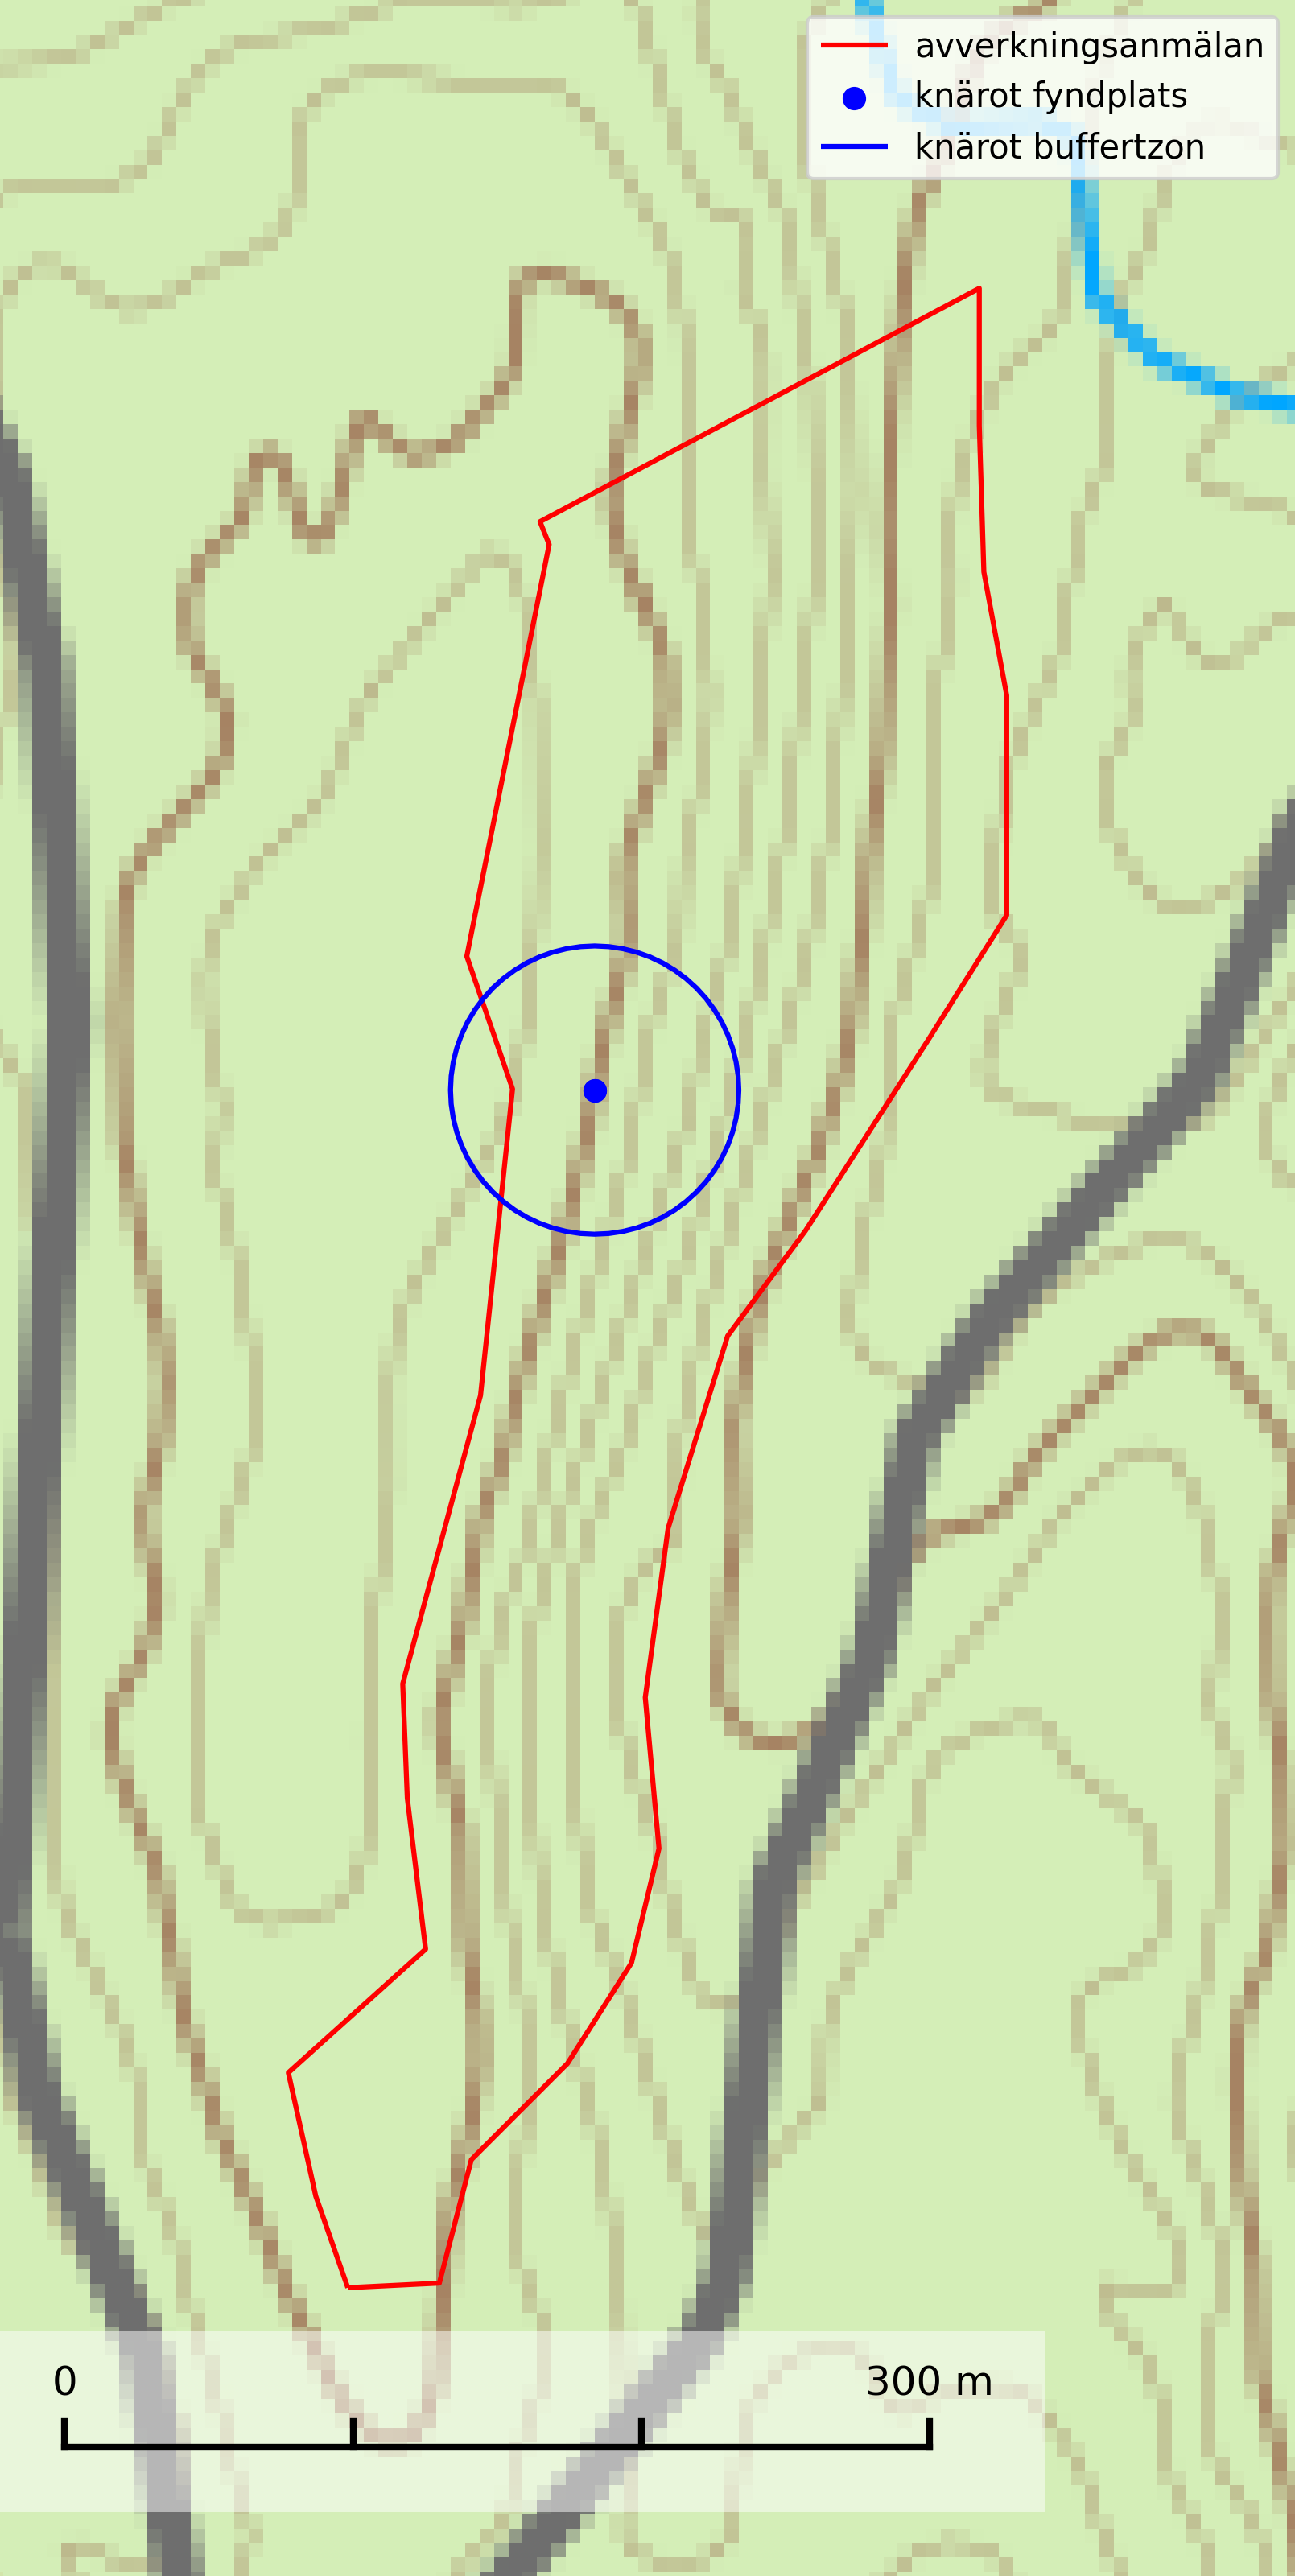 avverkningsanmälan
knärot fyndplats
knärot buffertzon
0 300 m